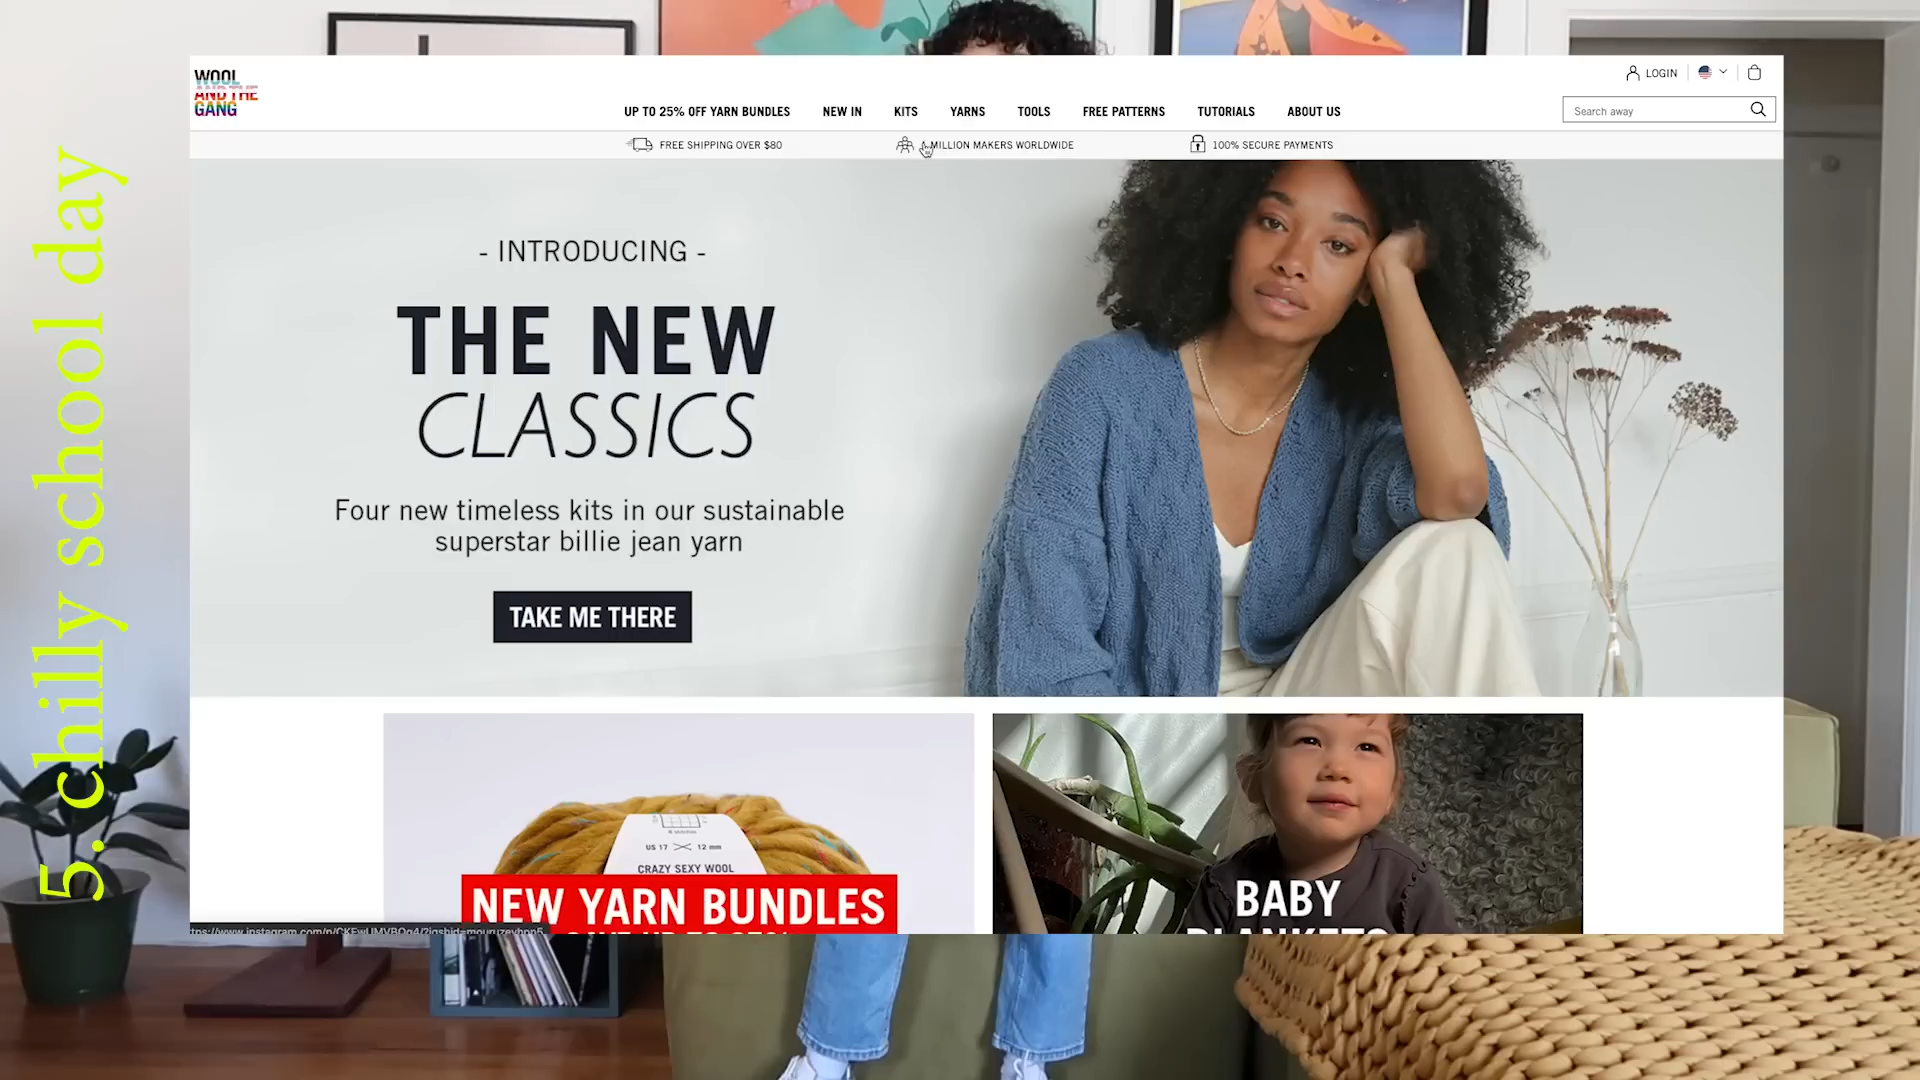 5. chilly school day
WOOL
AND THE
GANG
LOGIN
UP TO 25% OFF YARN BUNDLES
NEW IN
KITS
YARNS
TOOLS
FREE PATTERNS
TUTORIALS
ABOUT US
Search away
FREE SHIPPING OVER $80
MILLION MAKERS WORLDWIDE
100% SECURE PAYMENTS
- INTRODUCING -
THE NEW
CLASSICS
Four new timeless kits in our sustainable
superstar billie jean yarn
TAKE ME THERE
US 17
12 mm
CRAZY SEXY WOOL
NEW YARN BUNDLES
BABY
BLANKETS